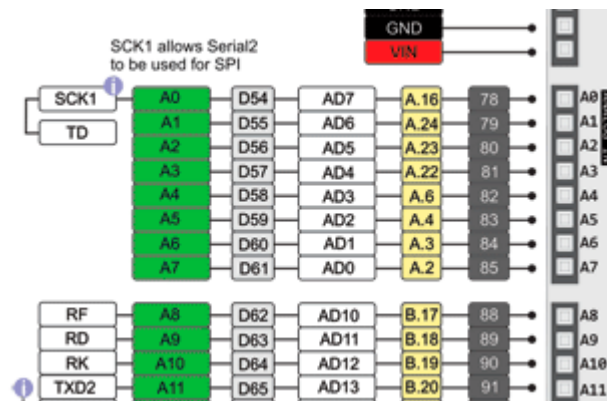 GND
VIN
SCK1 allows Serial2
to be used for SPI
SCK1 A0 D54 AD7 A.16 78 A0
TD A1 D55 AD6 A.24 79 A1
A2 D56 AD5 A.23 80 A2
A3 D57 AD4 A.22 81 A3
A4 D58 AD3 A.6 82 A4
A5 D59 AD2 A.4 83 A5
A6 D60 AD1 A.3 84 A6
A7 D61 AD0 A.2 85 A7
RF A8 D62 AD10 B.17 88 A8
RD A9 D63 AD11 B.18 89 A9
RK A10 D64 AD12 B.19 90 A10
TXD2 A11 D65 AD13 B.20 91 A11